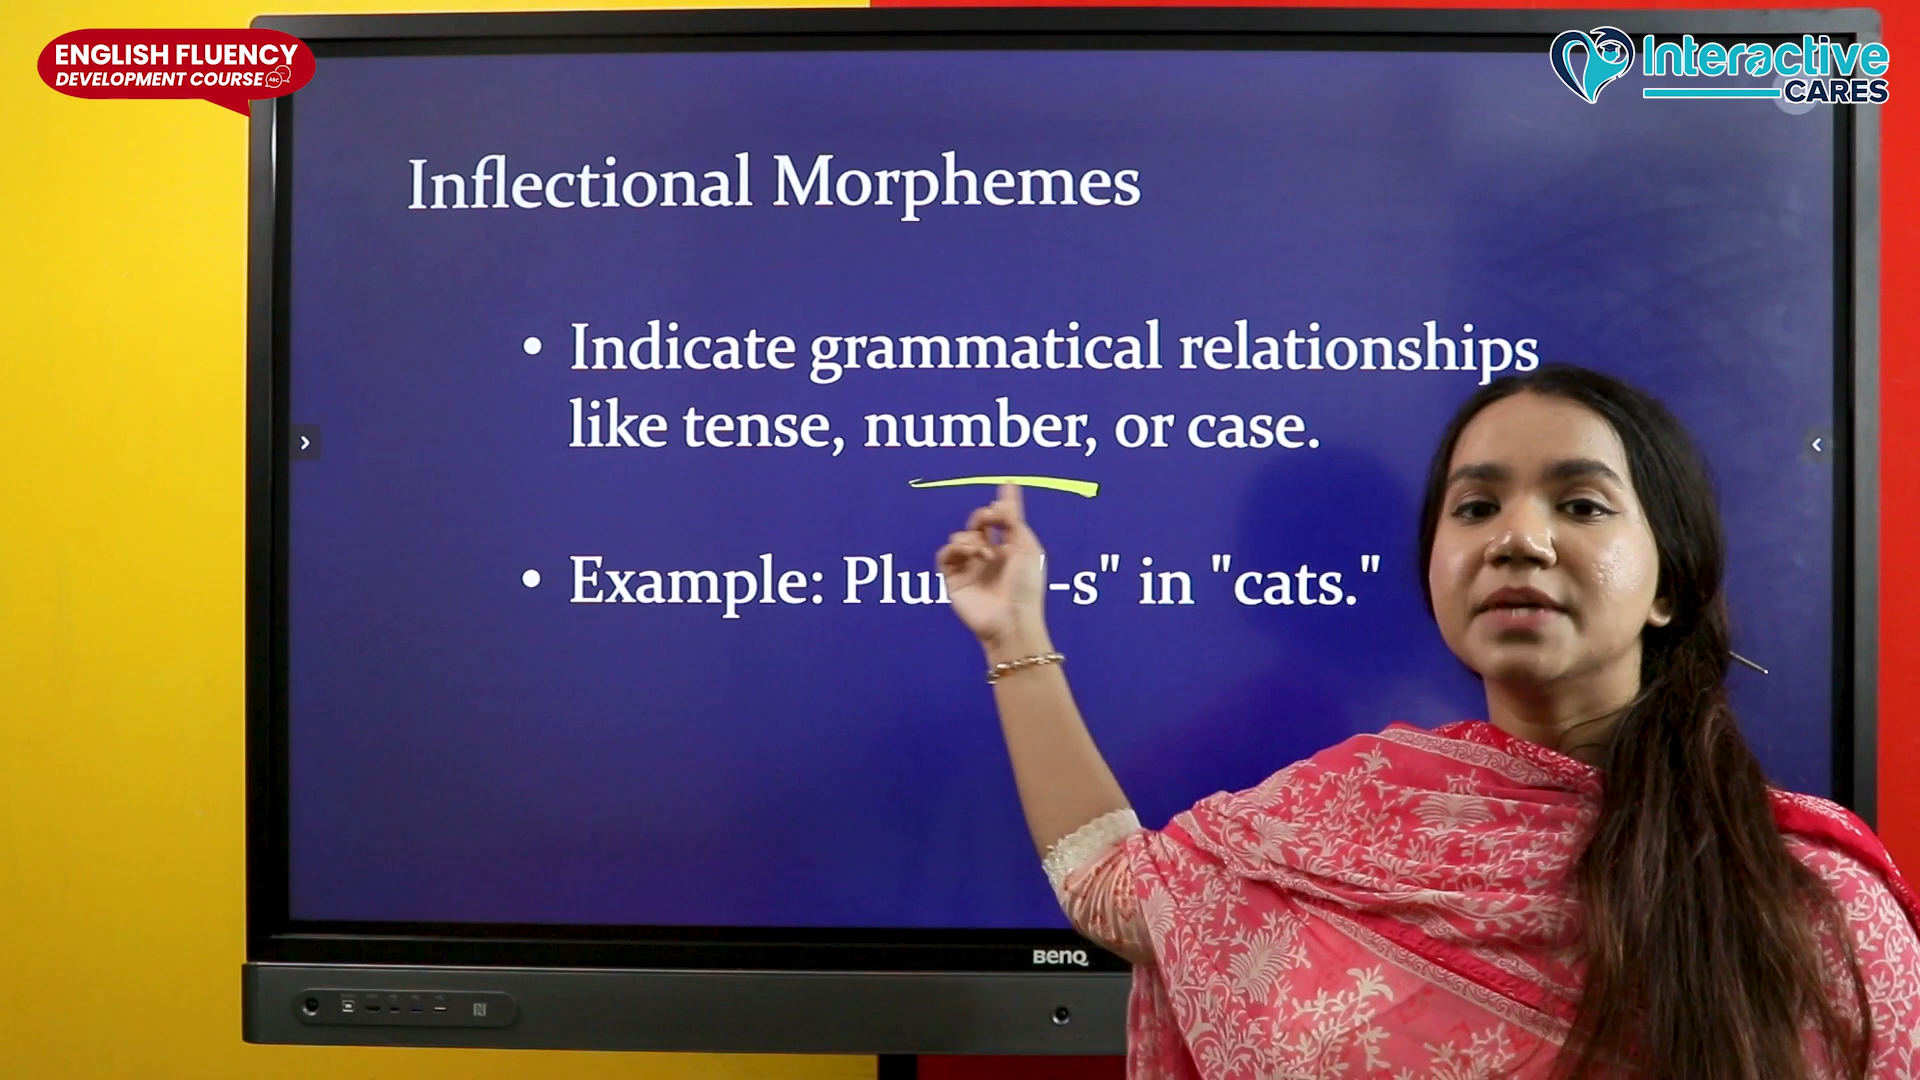 ENGLISH FLUENCY
DEVELOPMENT COURSE
ABC
Interactive
CARES
Inflectional Morphemes
• Indicate grammatical relationships
like tense, number, or case.
• Example: -s" in "cats."
BenQ